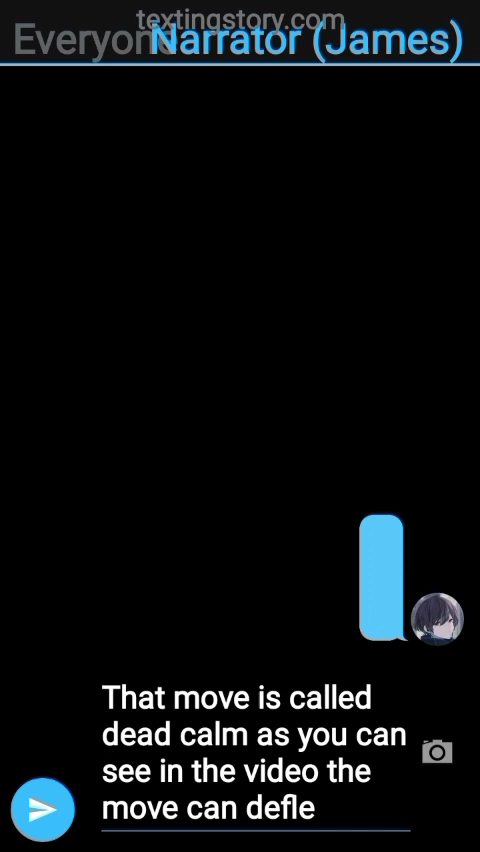 textingstory.com
Everyone Narrator (James)
That move is called
dead calm as you can
see in the video the
move can defle